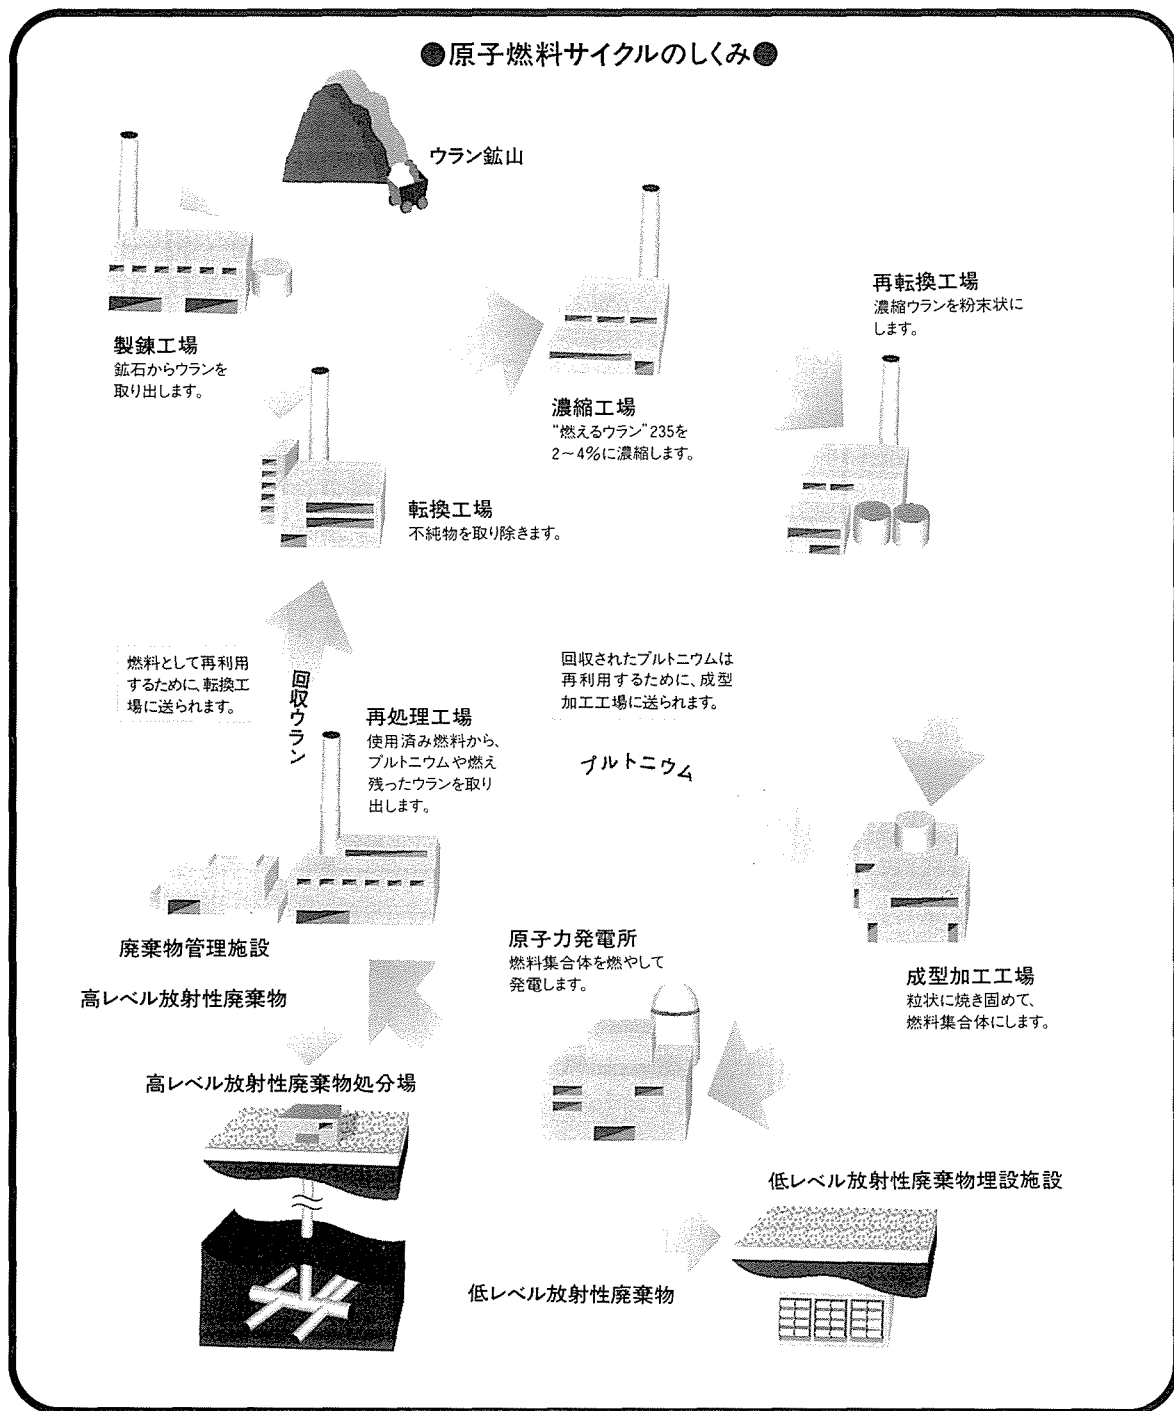 ●原子燃料サイクルのしくみ●
ウラン鉱山
製錬工場
鉱石からウランを
取り出します。
濃縮工場
“燃えるウラン”235を
2～4%に濃縮します。
再転換工場
濃縮ウランを粉末状に
します。
転換工場
不純物を取り除きます。
燃料として再利用
するために、転換工
場に送られます。
回収ウラン
再処理工場
使用済み燃料から、
プルトニウムや燃え
残ったウランを取り
出します。
回収されたプルトニウムは
再利用するために、成型
加工工場に送られます。
プルトニウム
廃棄物管理施設
高レベル放射性廃棄物
高レベル放射性廃棄物処分場
原子力発電所
燃料集合体を燃やして
発電します。
成型加工工場
粒状に焼き固めて、
燃料集合体にします。
低レベル放射性廃棄物埋設施設
低レベル放射性廃棄物